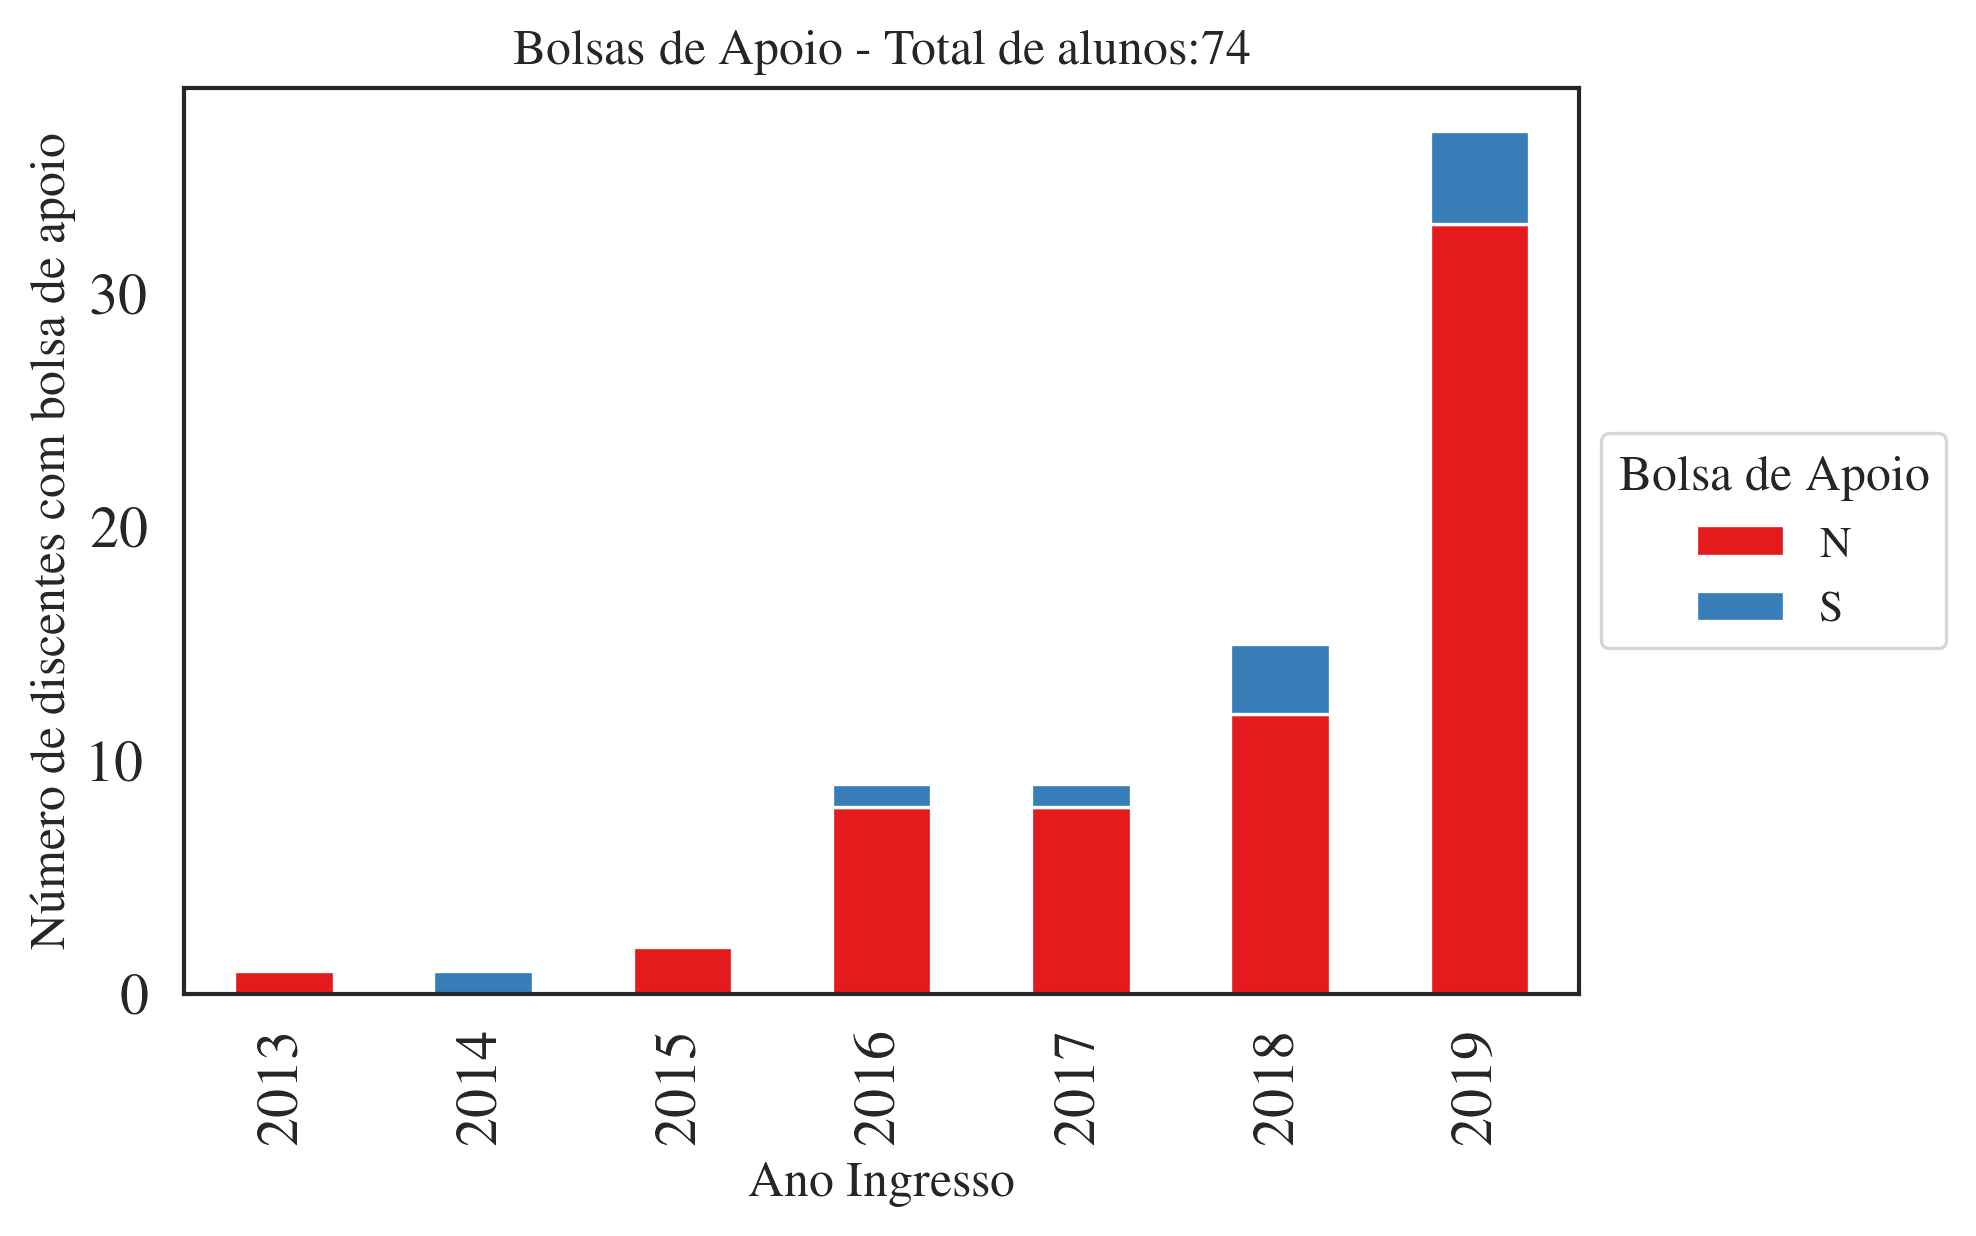 Bolsas de Apoio - Total de alunos:74
Número de discentes com bolsa de apoio
30
20
10
0
2013
2014
2015
2016
2017
2018
2019
Ano Ingresso
Bolsa de Apoio
N
S